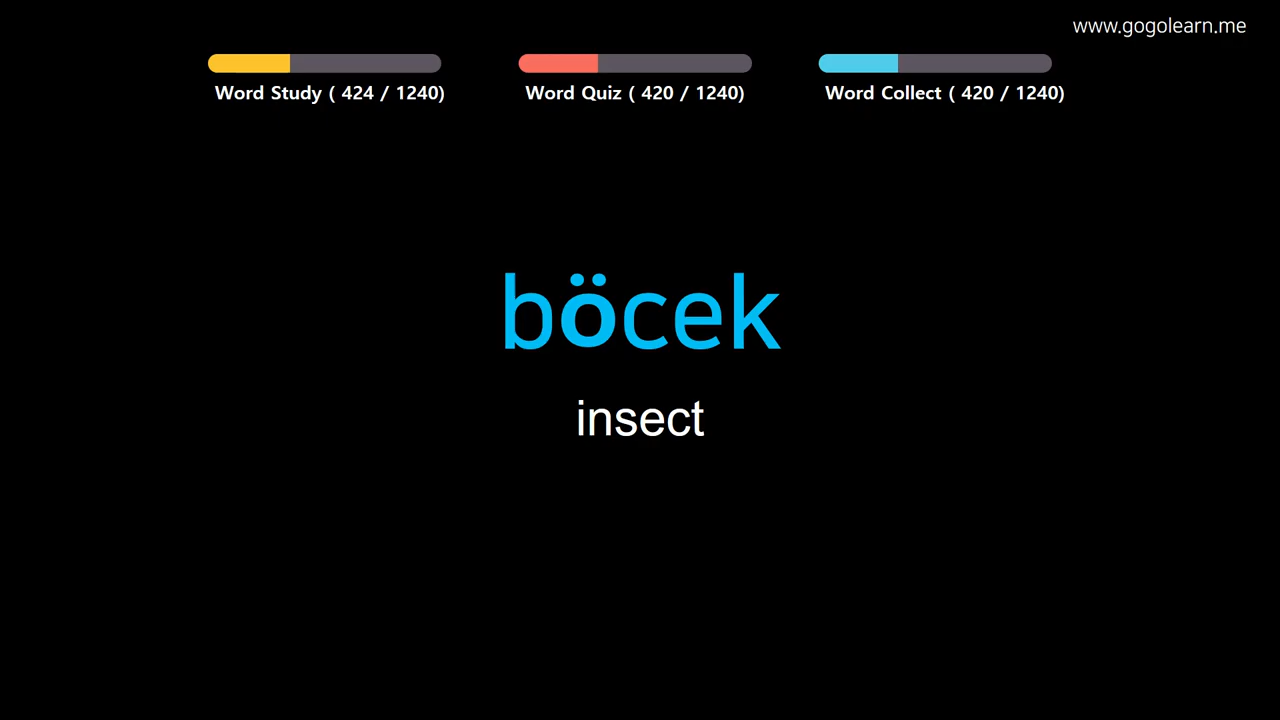 www.gogolearn.me
Word Study ( 424 / 1240)
Word Quiz ( 420 / 1240)
Word Collect ( 420 / 1240)
böcek
insect